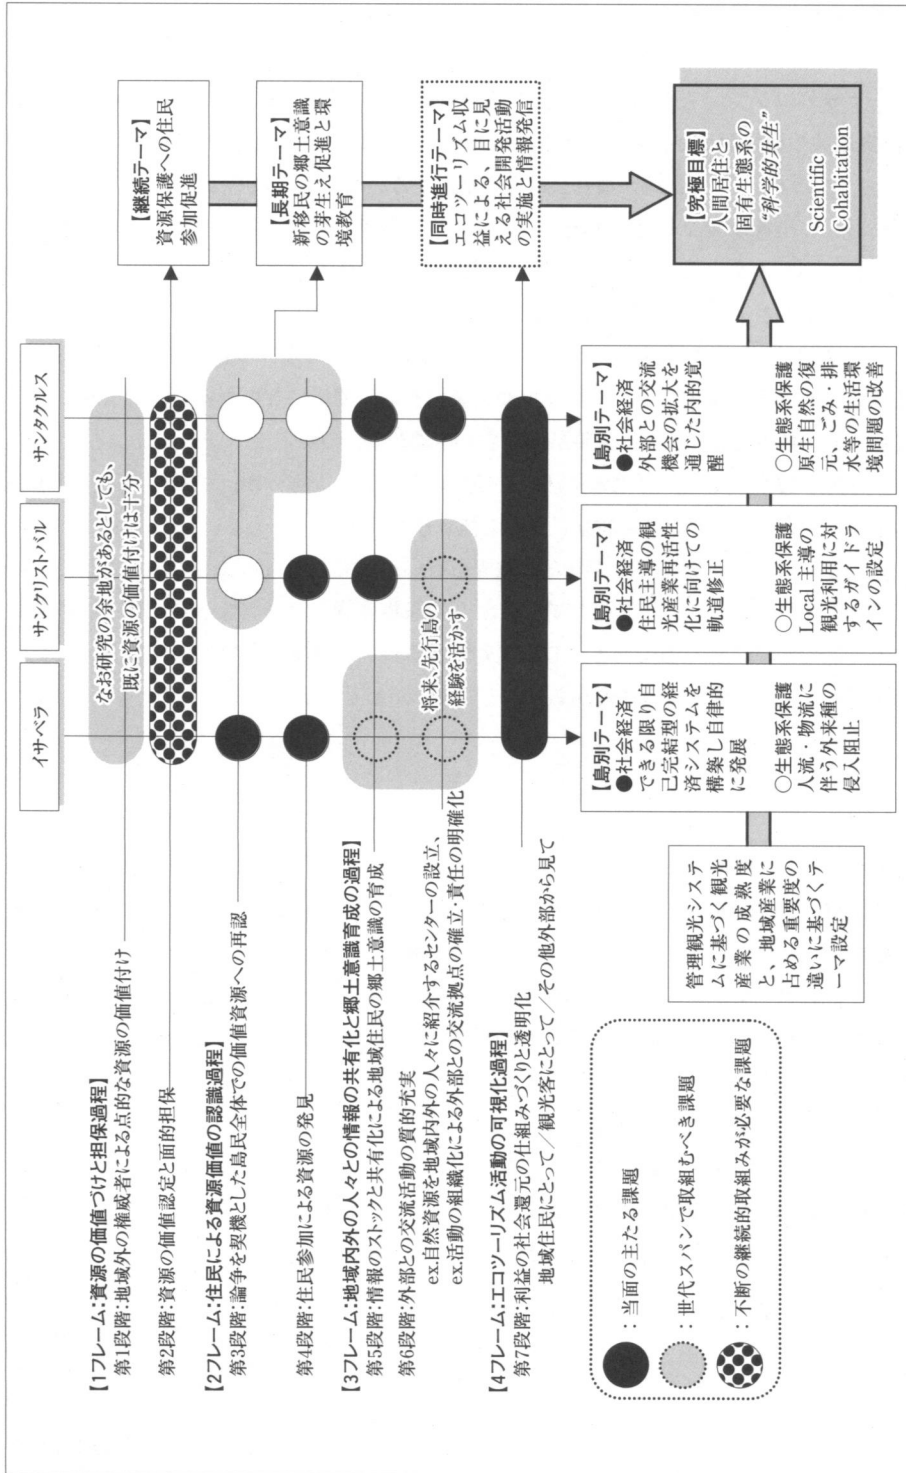 イサベラ
サンクリストバル
サンタクルス
【1フレーム:資源の価値づけと担保過程】
第1段階:地域外の権威者による点的な資源の価値付け
なお研究の余地があるとしても、
既に資源の価値付けは十分
第2段階:資源の価値認定と面的担保
【2フレーム:住民による資源価値の認識過程】
第3段階:論争を契機とした島民全体での価値資源への再認
第4段階:住民参加による資源の発見
【3フレーム:地域内外の人々との情報の共有化と郷土意識育成の過程】
第5段階:情報のストックと共有化による地域住民の郷土意識の育成
第6段階:外部との交流活動の質的充実
ex.自然資源を地域内外の人々に紹介するセンターの設立、
ex.活動の組織化による外部との交流拠点の確立・責任の明確化
将来、先行島の
経験を活かす
【4フレーム:エコツーリズム活動の可視化過程】
第7段階:利益の社会還元の仕組みづくりと透明化
地域住民にとって/観光客にとって/その他外部から見て
【継続テーマ】
資源保護への住民
参加促進
【長期テーマ】
新移民の郷土意識
の芽生え促進と環
境教育
【同時進行テーマ】
エコツーリズム収
益による、目に見
える社会開発活動
の実施と情報発信
【究極目標】
人間居住と
固有生態系の
“科学的共生”
Scientific
Cohabitation
:当面の主たる課題
:世代スパンで取組むべき課題
:不断の継続的取組みが必要な課題
管理観光システ
ムに基づく観光
産業の成熟度
と、地域産業に
占める重要度の
違いに基づくテ
ーマ設定
【島別テーマ】
●社会経済
できる限り自
己完結型の経
済システムを
構築し自律的
に発展
○生態系保護
人流・物流に
伴う外来種の
侵入阻止
【島別テーマ】
●社会経済
住民主導の観
光産業再活性
化に向けての
軌道修正
○生態系保護
Local 主導の
観光利用に対
するガイドラ
インの設定
【島別テーマ】
●社会経済
外部との交流
機会の拡大を
通じた内的覚
醒
○生態系保護
原生自然の復
元、ごみ・排
水等の生活環
境問題の改善